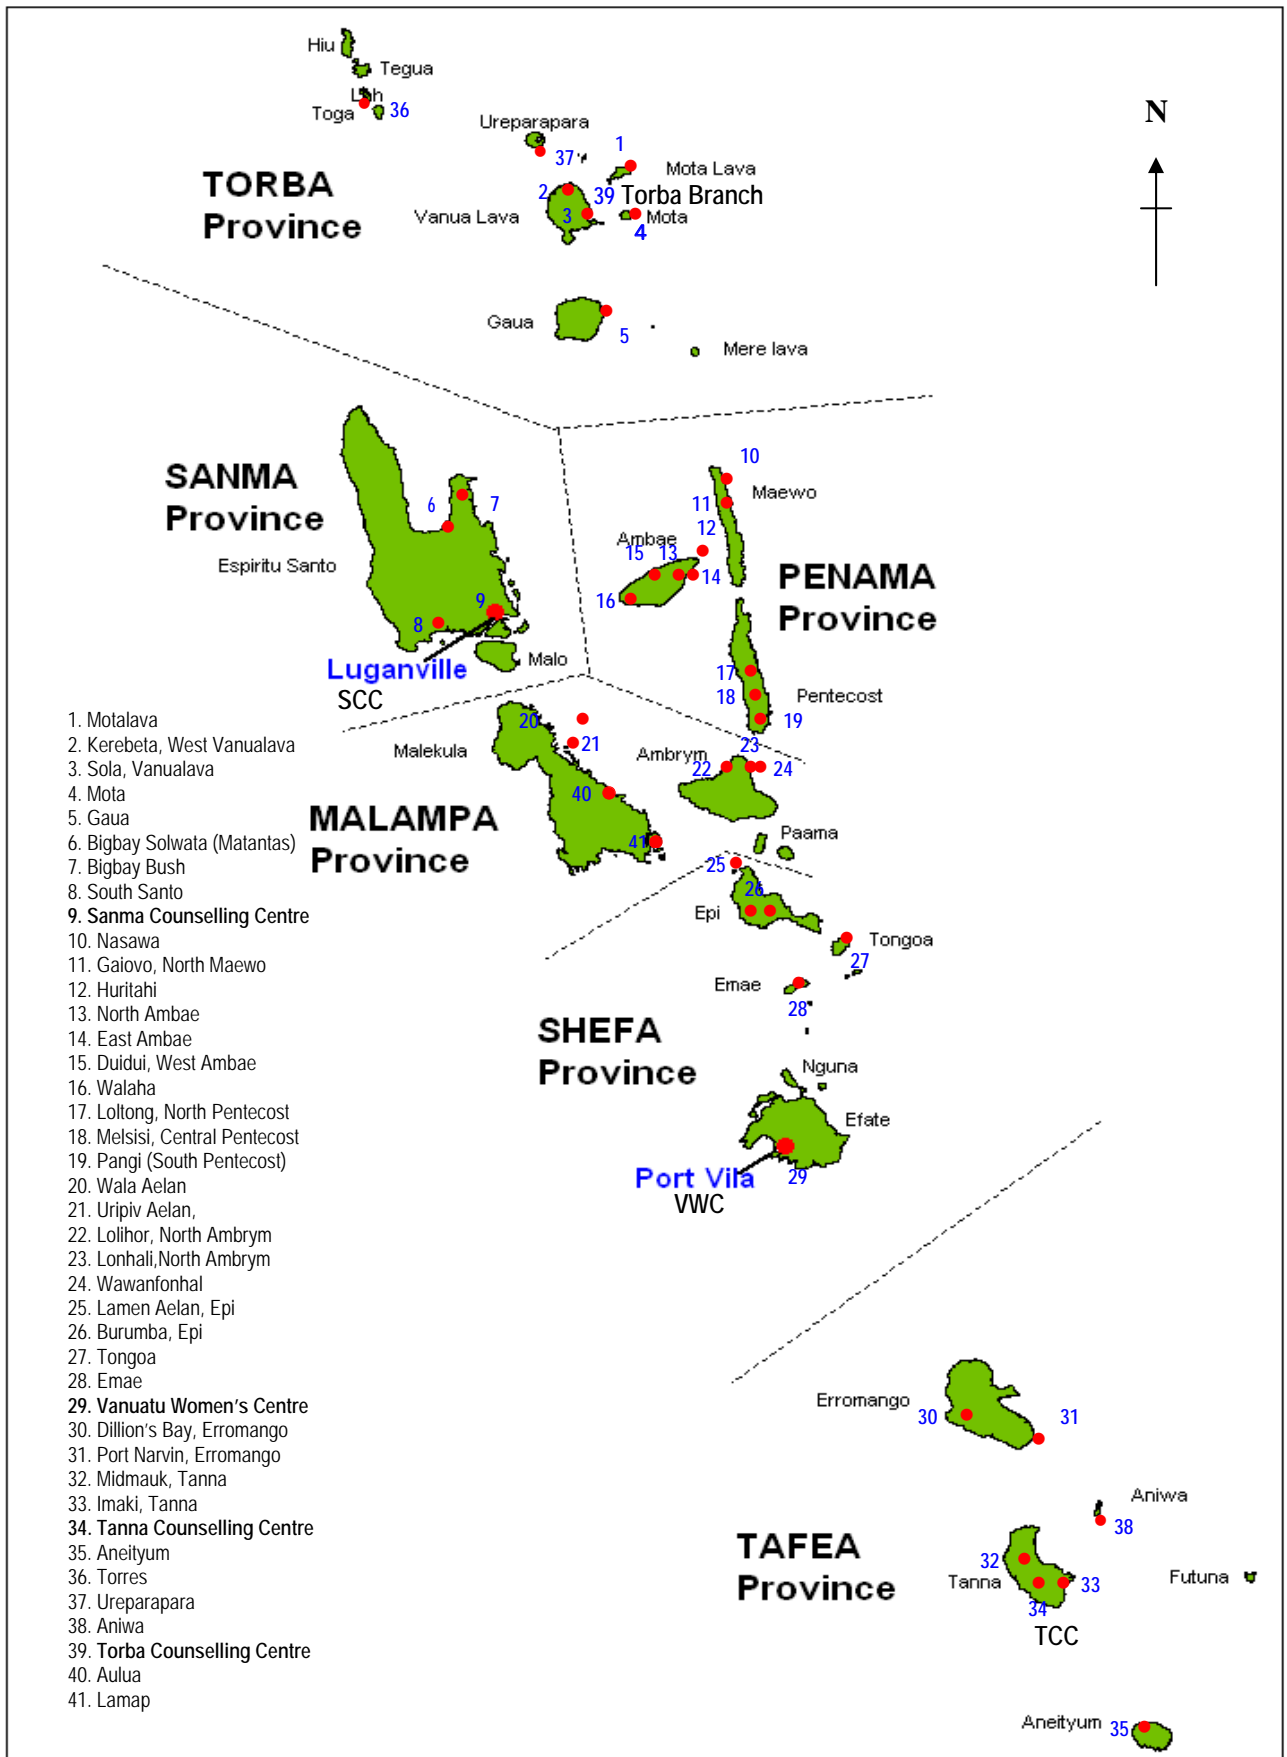 Hiu
Tegua
Loh
Toga
36
Ureparapara
37
1
Mota Lava
TORBA
Province
2
39 Torba Branch
Vanua Lava
3
Mota
4
N
Gaua
5
Mere lava
SANMA
Province
6
7
Espiritu Santo
9
8
Luganville
SCC
Malo
10
Maewo
11
12
Ambae
15
13
14
16
PENAMA
Province
17
18
Pentecost
19
20
21
Malekula
Ambrym
23
22
24
40
MALAMPA
Province
41
Paama
25
26
Epi
Tongoa
27
Emae
28
SHEFA
Province
Nguna
Efate
Port Vila
29
VWC
Erromango
30
31
Aniwa
38
TAFEA
Province
32
Tanna
33
34
TCC
Futuna
Aneityum
35
1. Motalava
2. Kerebeta, West Vanualava
3. Sola, Vanualava
4. Mota
5. Gaua
6. Bigbay Solwata (Matantas)
7. Bigbay Bush
8. South Santo
9. Sanma Counselling Centre
10. Nasawa
11. Gaiovo, North Maewo
12. Huritahi
13. North Ambae
14. East Ambae
15. Duidui, West Ambae
16. Walaha
17. Loltong, North Pentecost
18. Melsisi, Central Pentecost
19. Pangi (South Pentecost)
20. Wala Aelan
21. Uripiv Aelan,
22. Lolihor, North Ambrym
23. Lonhali,North Ambrym
24. Wawanfonhal
25. Lamen Aelan, Epi
26. Burumba, Epi
27. Tongoa
28. Emae
29. Vanuatu Women's Centre
30. Dillion's Bay, Erromango
31. Port Narvin, Erromango
32. Midmauk, Tanna
33. Imaki, Tanna
34. Tanna Counselling Centre
35. Aneityum
36. Torres
37. Ureparapara
38. Aniwa
39. Torba Counselling Centre
40. Aulua
41. Lamap